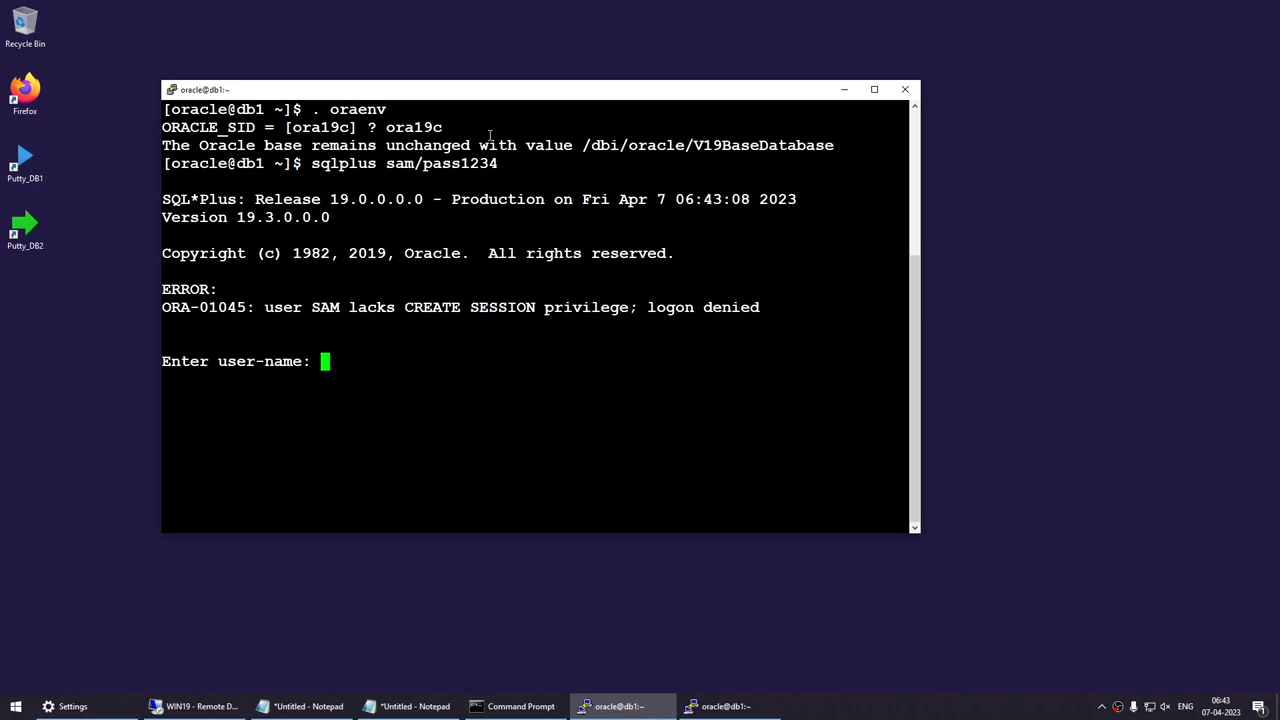 Recycle Bin
Firefox
Putty_DB1
Putty_DB2
oracle@db1:~
[oracle@db1 ~]$ . oraenv
ORACLE_SID = [ora19c] ? ora19c
The Oracle base remains unchanged with value /dbi/oracle/V19BaseDatabase
[oracle@db1 ~]$ sqlplus sam/pass1234
SQL*Plus: Release 19.0.0.0.0 - Production on Fri Apr 7 06:43:08 2023
Version 19.3.0.0.0
Copyright (c) 1982, 2019, Oracle.  All rights reserved.
ERROR:
ORA-01045: user SAM lacks CREATE SESSION privilege; logon denied
Enter user-name:
Settings
WIN19 - Remote D...
*Untitled - Notepad
*Untitled - Notepad
Command Prompt
oracle@db1:~
oracle@db1:~
ENG
06:43
07-04-2023